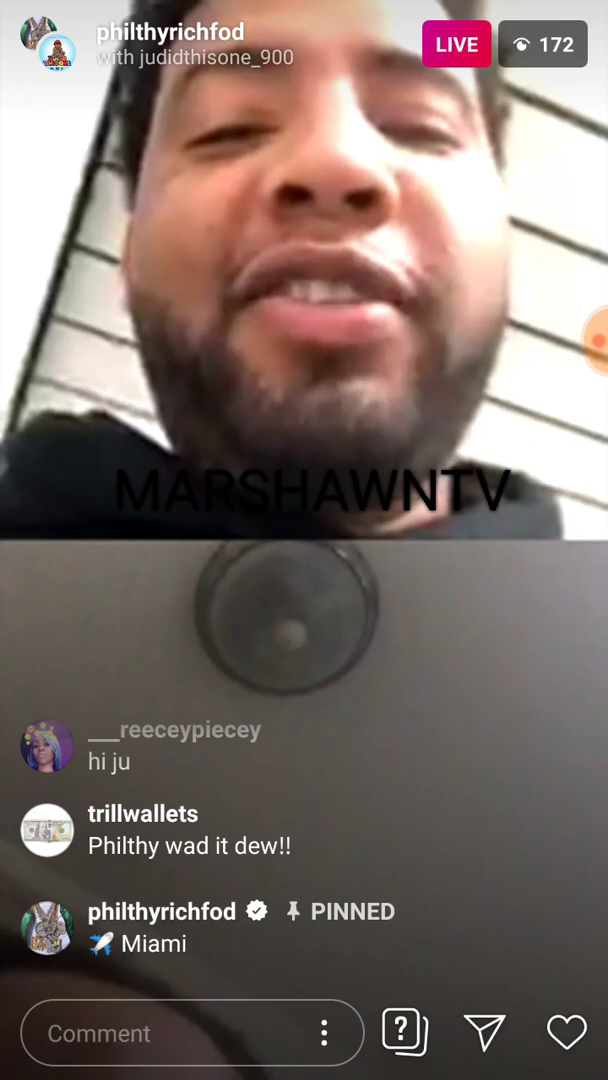 philthyrichfod
with judidthisone_900
LIVE
172
MARSHAWNTV
___reeceypiecey
hi ju
trillwallets
Philthy wad it dew!!
philthyrichfod PINNED
Miami
Comment